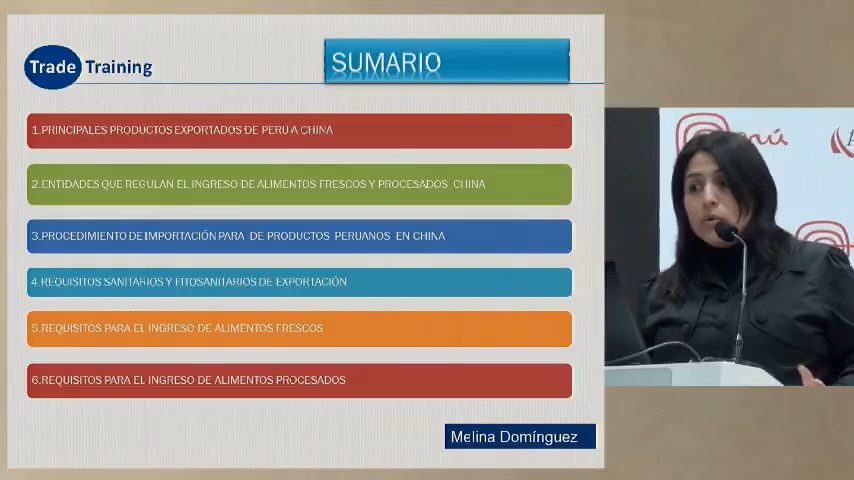 Trade Training
SUMARIO
1.PRINCIPALES PRODUCTOS EXPORTADOS DE PERU A CHINA
2.ENTIDADES QUE REGULAN EL INGRESO DE ALIMENTOS FRESCOS Y PROCESADOS CHINA
3.PROCEDIMIENTO DE IMPORTACIÓN PARA DE PRODUCTOS PERUANOS EN CHINA
4.REQUISITOS SANITARIOS Y FITOSANITARIOS DE EXPORTACIÓN
5.REQUISITOS PARA EL INGRESO DE ALIMENTOS FRESCOS
6.REQUISITOS PARA EL INGRESO DE ALIMENTOS PROCESADOS
Melina Domínguez